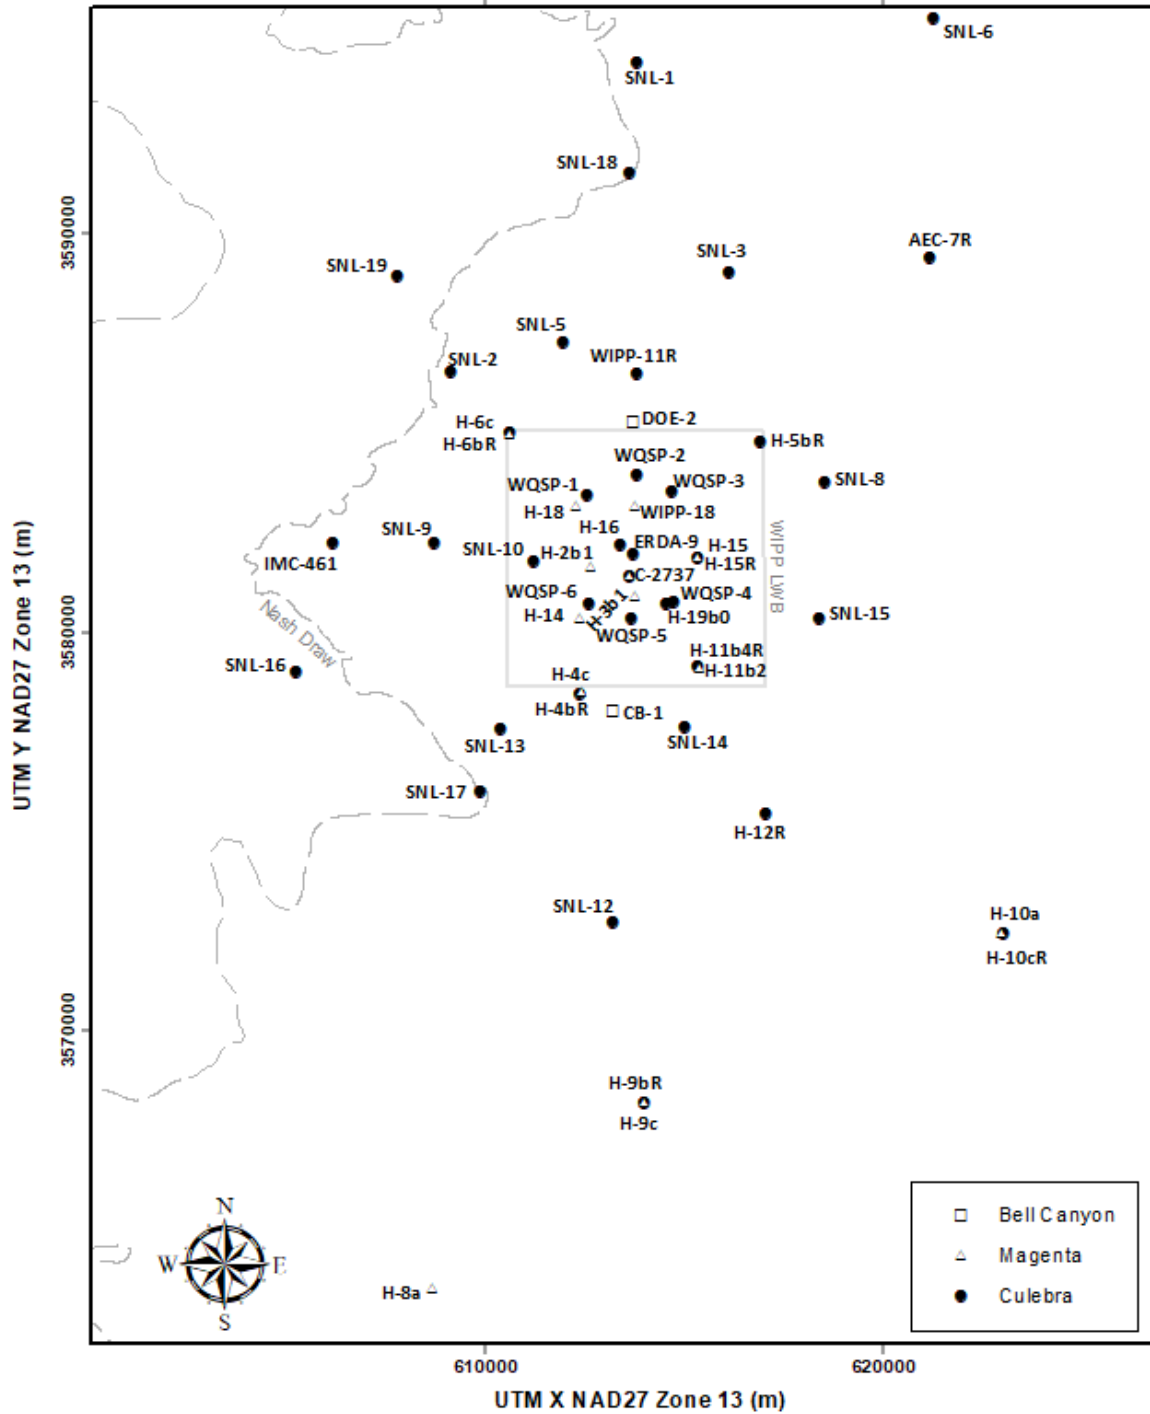 SNL-6
SNL-1
SNL-18
3590000
SNL-3
AEC-7R
SNL-19
SNL-5
SNL-2
WIPP-11R
H-6c
H-6bR
DOE-2
H-5bR
WQSP-2
WQSP-1
WQSP-3
SNL-8
H-18
WIPP-18
H-16
SNL-9
IMC-461
SNL-10
H-2b1
ERDA-9
H-15
H-15R
C-2737
WIPP LWB
WQSP-6
H-3b1
WQSP-4
H-14
H-19b0
WQSP-5
SNL-15
3580000
Nash Draw
SNL-16
H-11b4R
H-11b2
H-4c
H-4bR
CB-1
SNL-13
SNL-14
SNL-17
H-12R
SNL-12
H-10a
H-10cR
3570000
H-9bR
H-9c
N
W
E
S
H-8a
Bell Canyon
Magenta
Culebra
610000
620000
UTM X NAD27 Zone 13 (m)
UTM Y NAD27 Zone 13 (m)